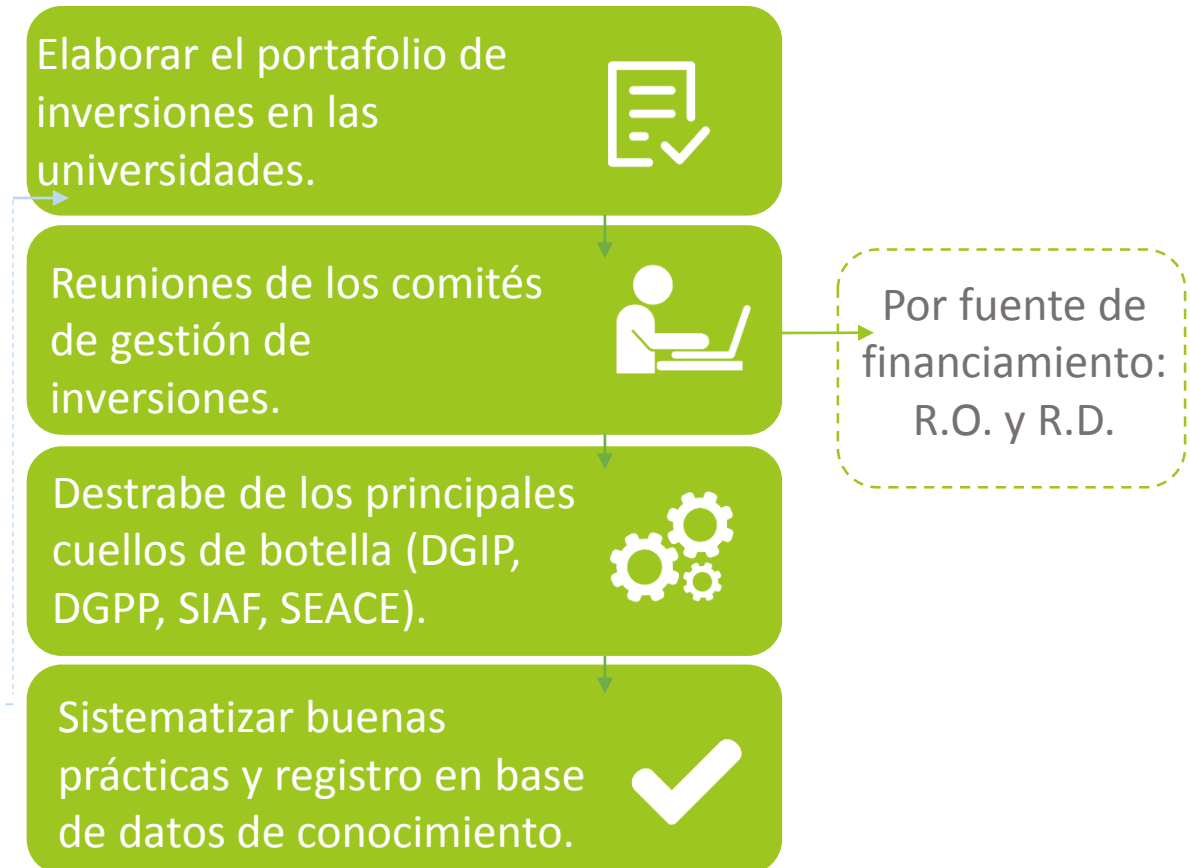 Elaborar el portafolio de
inversiones en las
universidades.
Reuniones de los comités
de gestión de
inversiones.
Por fuente de
financiamiento:
R.O. y R.D.
Destrabe de los principales
cuellos de botella (DGIP,
DGPP, SIAF, SEACE).
Sistematizar buenas
prácticas y registro en base
de datos de conocimiento.